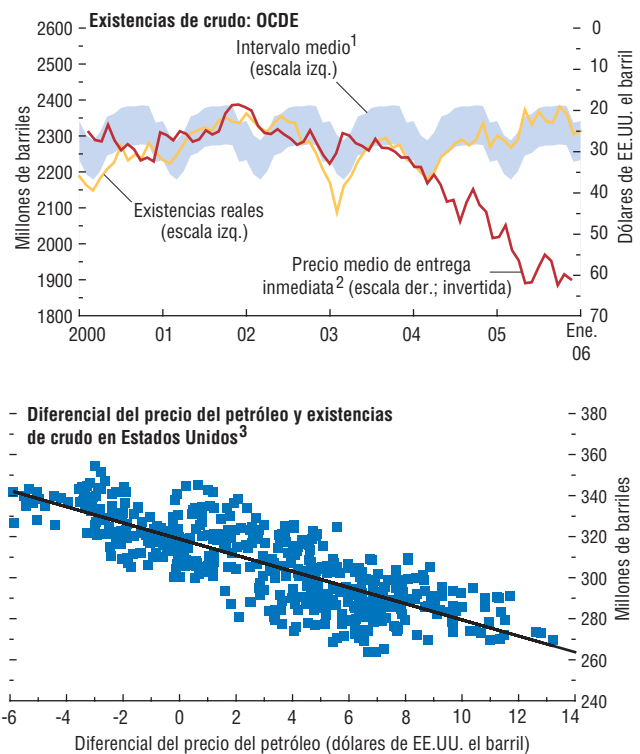 Existencias de crudo: OCDE
2600
2500
2400
2300
2200
2100
2000
1900
1800
Millones de barriles
0
10
20
30
40
50
60
70
Dólares de EE.UU. el barril
Intervalo medio1
(escala izq.)
Existencias reales
(escala izq.)
Precio medio de entrega
inmediata2 (escala der.; invertida)
2000 01 02 03 04 05 Ene.
06
Diferencial del precio del petróleo y existencias
de crudo en Estados Unidos3
380
360
340
320
300
280
260
240
Millones de barriles
-6 -4 -2 0 2 4 6 8 10 12 14
Diferencial del precio del petróleo (dólares de EE.UU. el barril)